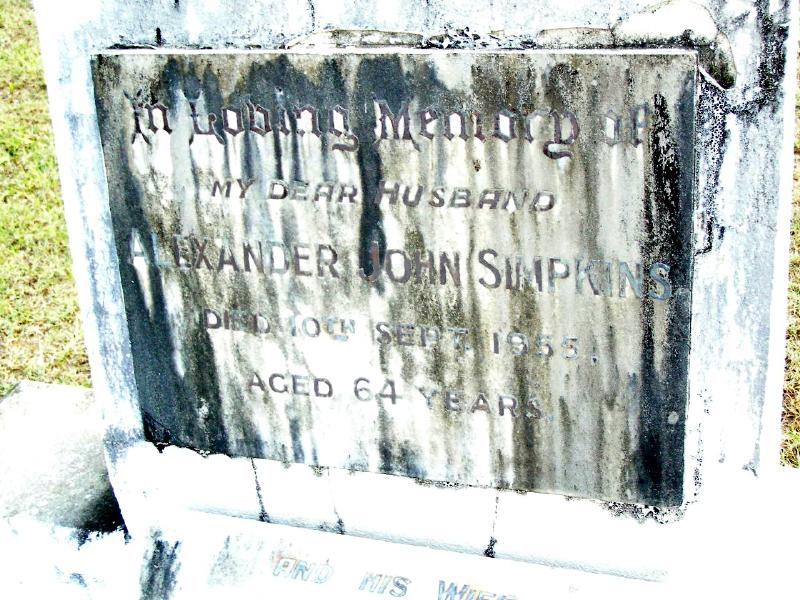 In Loving Memory of
MY DEAR HUSBAND
ALEXANDER JOHN SIMPKINS
DIED 10TH SEPT. 1955,
AGED 64 YEARS.
AND HIS WIFE